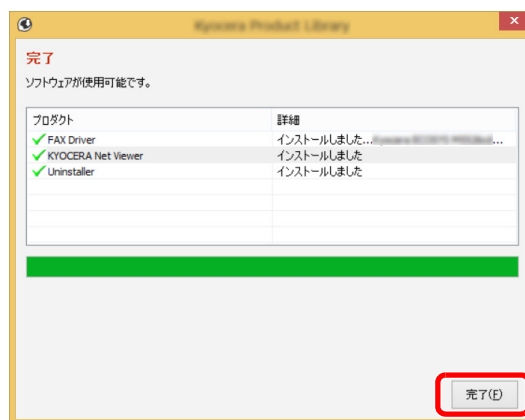 Kyocera Product Library
完了
ソフトウェアが使用可能です。
プロダクト 詳細
FAX Driver インストールしました...
KYOCERA Net Viewer インストールしました
Uninstaller インストールしました
完了(F)